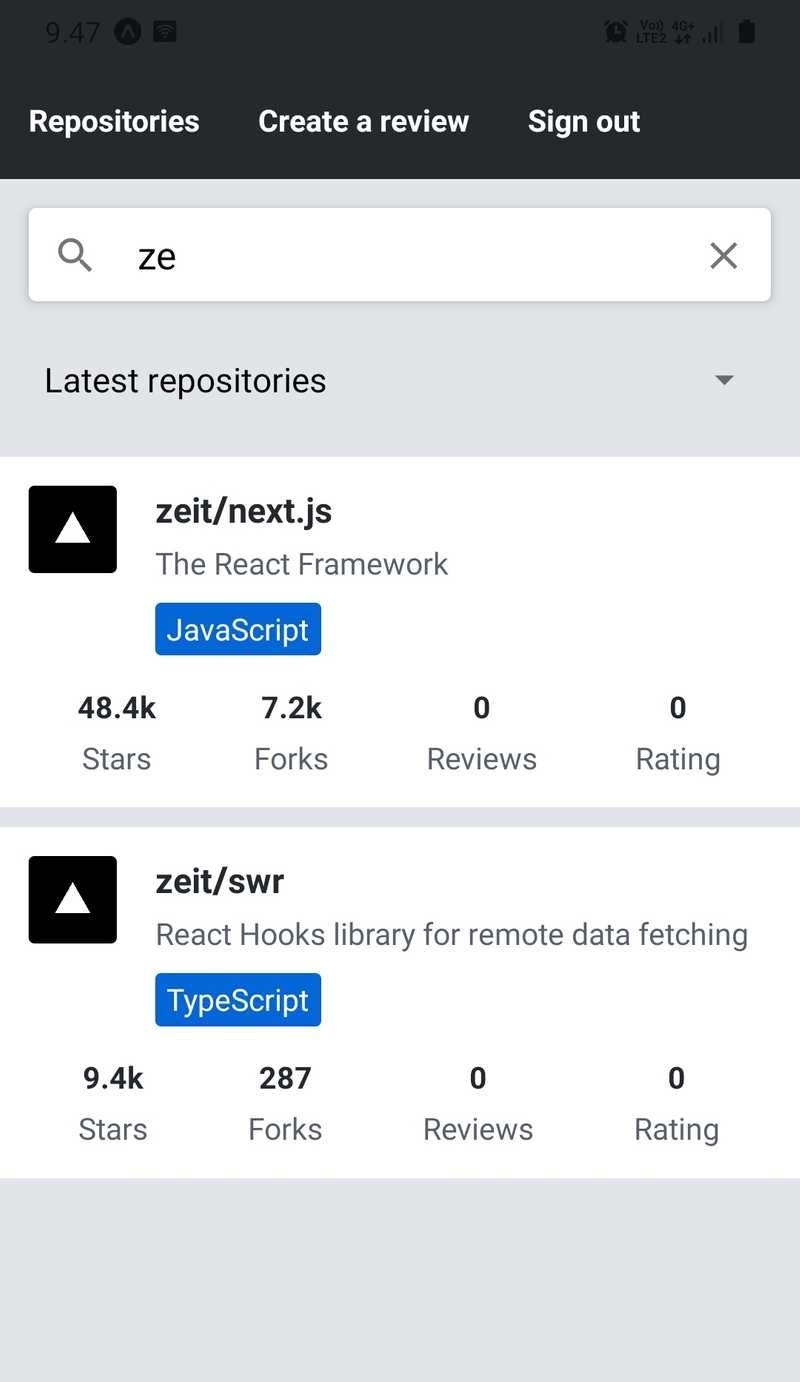 9.47 Vo)) 4G+
LTE2
Repositories Create a review Sign out
ze
Latest repositories
zeit/next.js
The React Framework
JavaScript
48.4k 7.2k 0 0
Stars Forks Reviews Rating
zeit/swr
React Hooks library for remote data fetching
TypeScript
9.4k 287 0 0
Stars Forks Reviews Rating